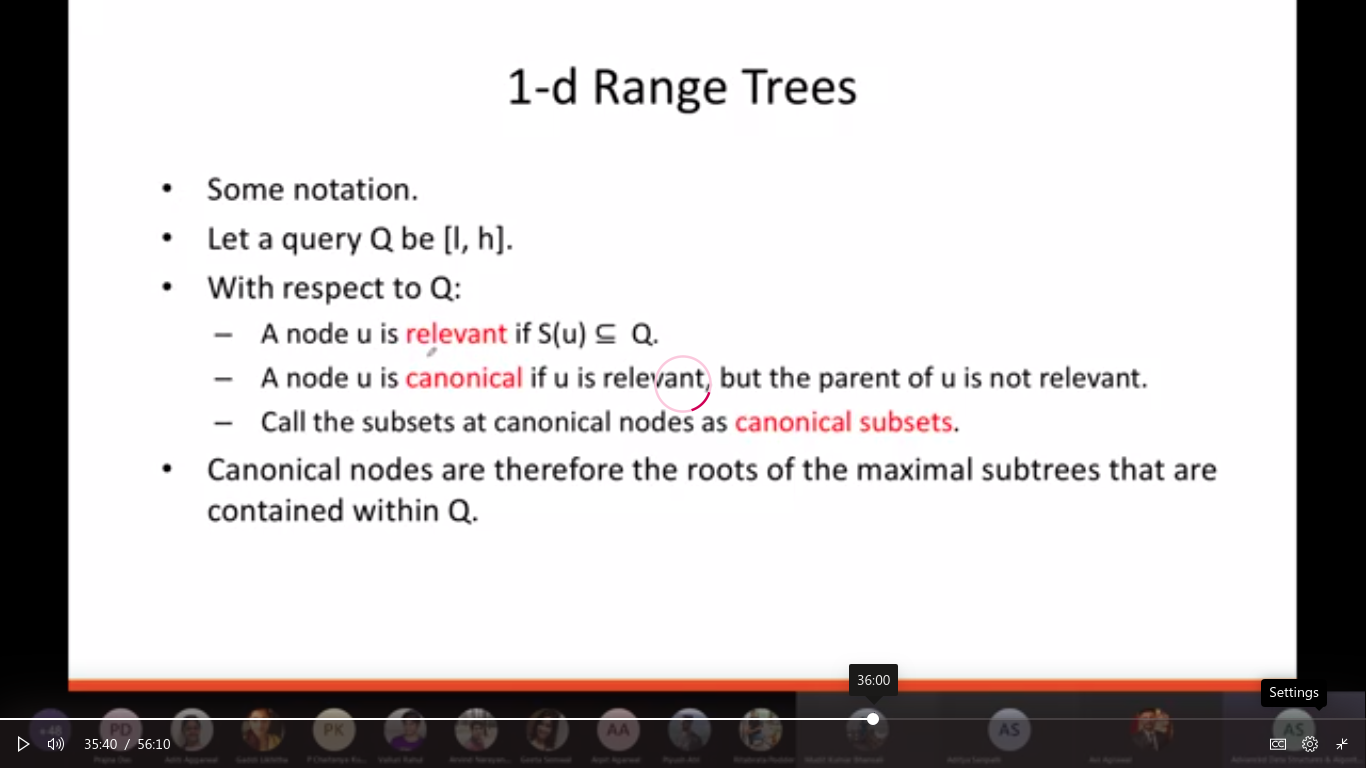 1-d Range Trees
• Some notation.
• Let a query Q be [l, h].
• With respect to Q:
– A node u is relevant if S(u) ⊆ Q.
– A node u is canonical if u is relevant, but the parent of u is not relevant.
– Call the subsets at canonical nodes as canonical subsets.
• Canonical nodes are therefore the roots of the maximal subtrees that are
contained within Q.
36:00
Settings
PD
PK
AA
AS
AS
35:40 / 56:10
CC